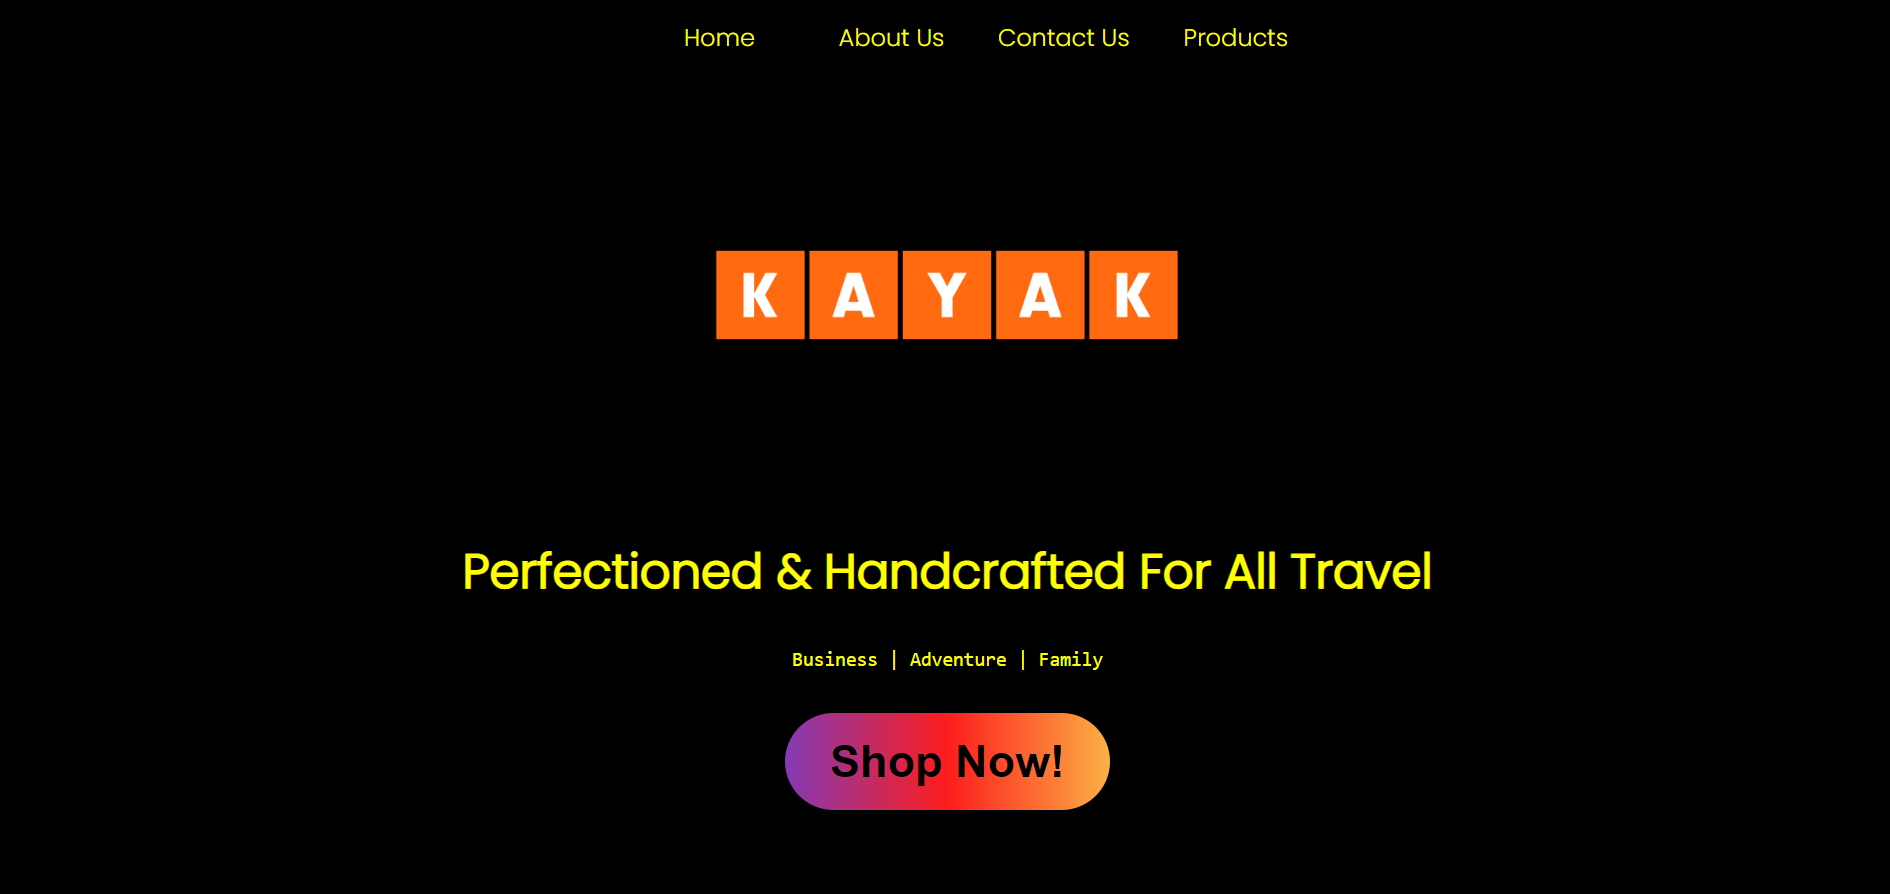 Home About Us Contact Us Products
KAYAK
Perfectioned & Handcrafted For All Travel
Business | Adventure | Family
Shop Now!